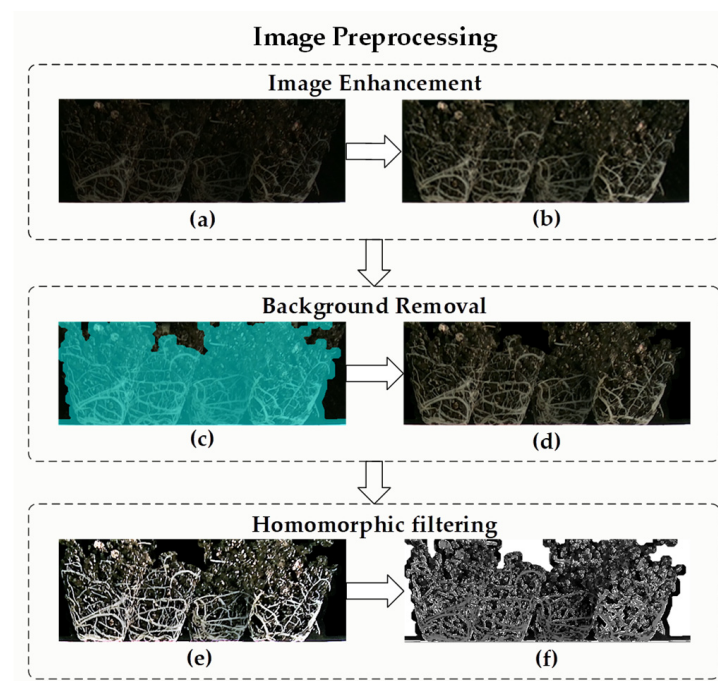 Image Preprocessing
Image Enhancement
(a)
(b)
Background Removal
(c)
(d)
Homomorphic filtering
(e)
(f)